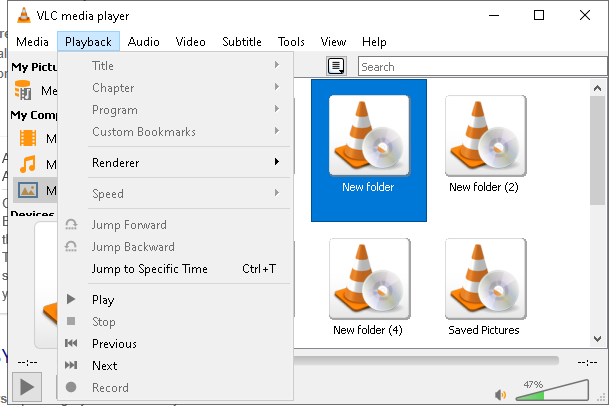 VLC media player
Media Playback Audio Video Subtitle Tools View Help
My Pictu
Title
Search
Chapter
Program
Custom Bookmarks
My Comp
Renderer
New folder
New folder (2)
Speed
Devices
Jump Forward
Jump Backward
Jump to Specific Time Ctrl+T
Play
Stop
New folder (4)
Saved Pictures
Previous
Next
--:--
--:--
Record
47%